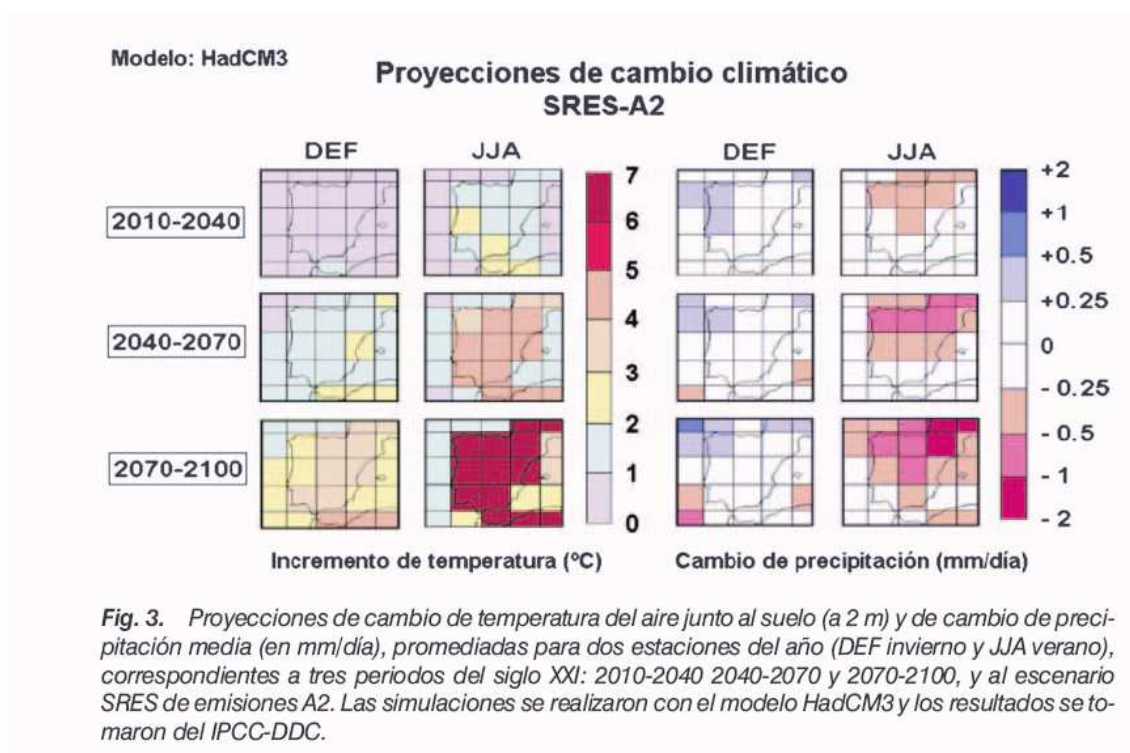 Modelo: HadCM3
Proyecciones de cambio climático
SRES-A2
DEF
JJA
DEF
JJA
2010-2040
2040-2070
2070-2100
7
6
5
4
3
2
1
0
+2
+1
+0.5
+0.25
0
- 0.25
- 0.5
- 1
- 2
Incremento de temperatura (ºC)
Cambio de precipitación (mm/día)
Fig. 3. Proyecciones de cambio de temperatura del aire junto al suelo (a 2 m) y de cambio de preci-
pitación media (en mm/día), promediadas para dos estaciones del año (DEF invierno y JJA verano),
correspondientes a tres periodos del siglo XXI: 2010-2040 2040-2070 y 2070-2100, y al escenario
SRES de emisiones A2. Las simulaciones se realizaron con el modelo HadCM3 y los resultados se to-
maron del IPCC-DDC.